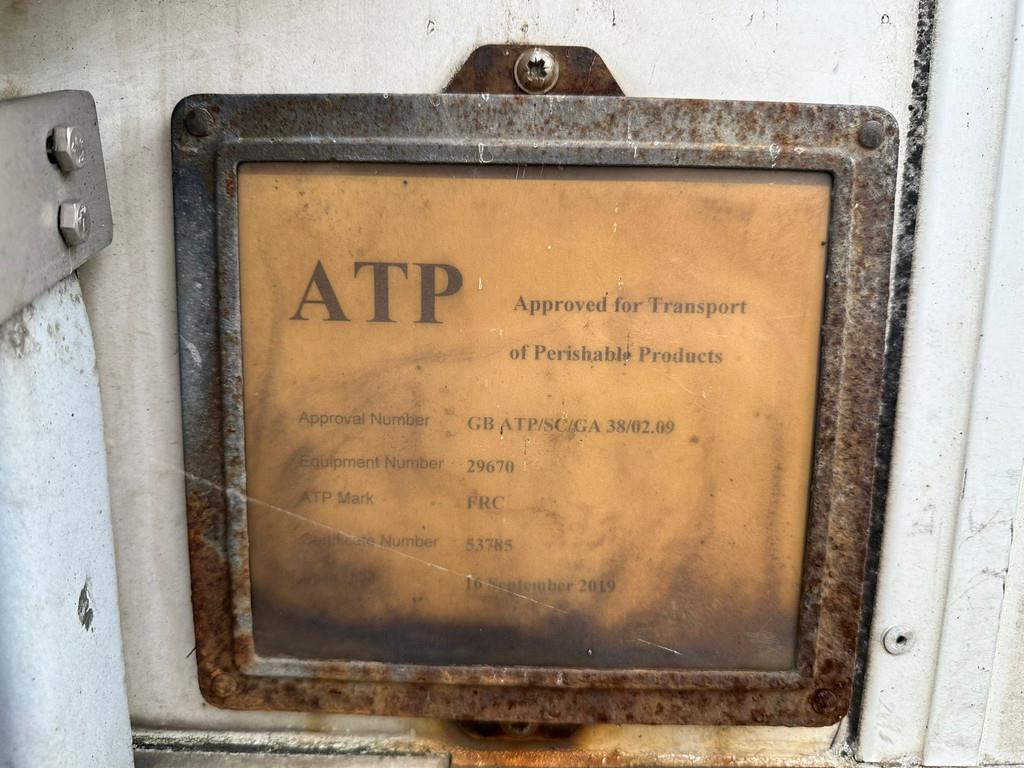 ATP
Approved for Transport
of Perishable Products
Approval Number GB ATP/SC/GA 38/02.09
Equipment Number 29670
ATP Mark FRC
Certificate Number 53785
16 September 2019